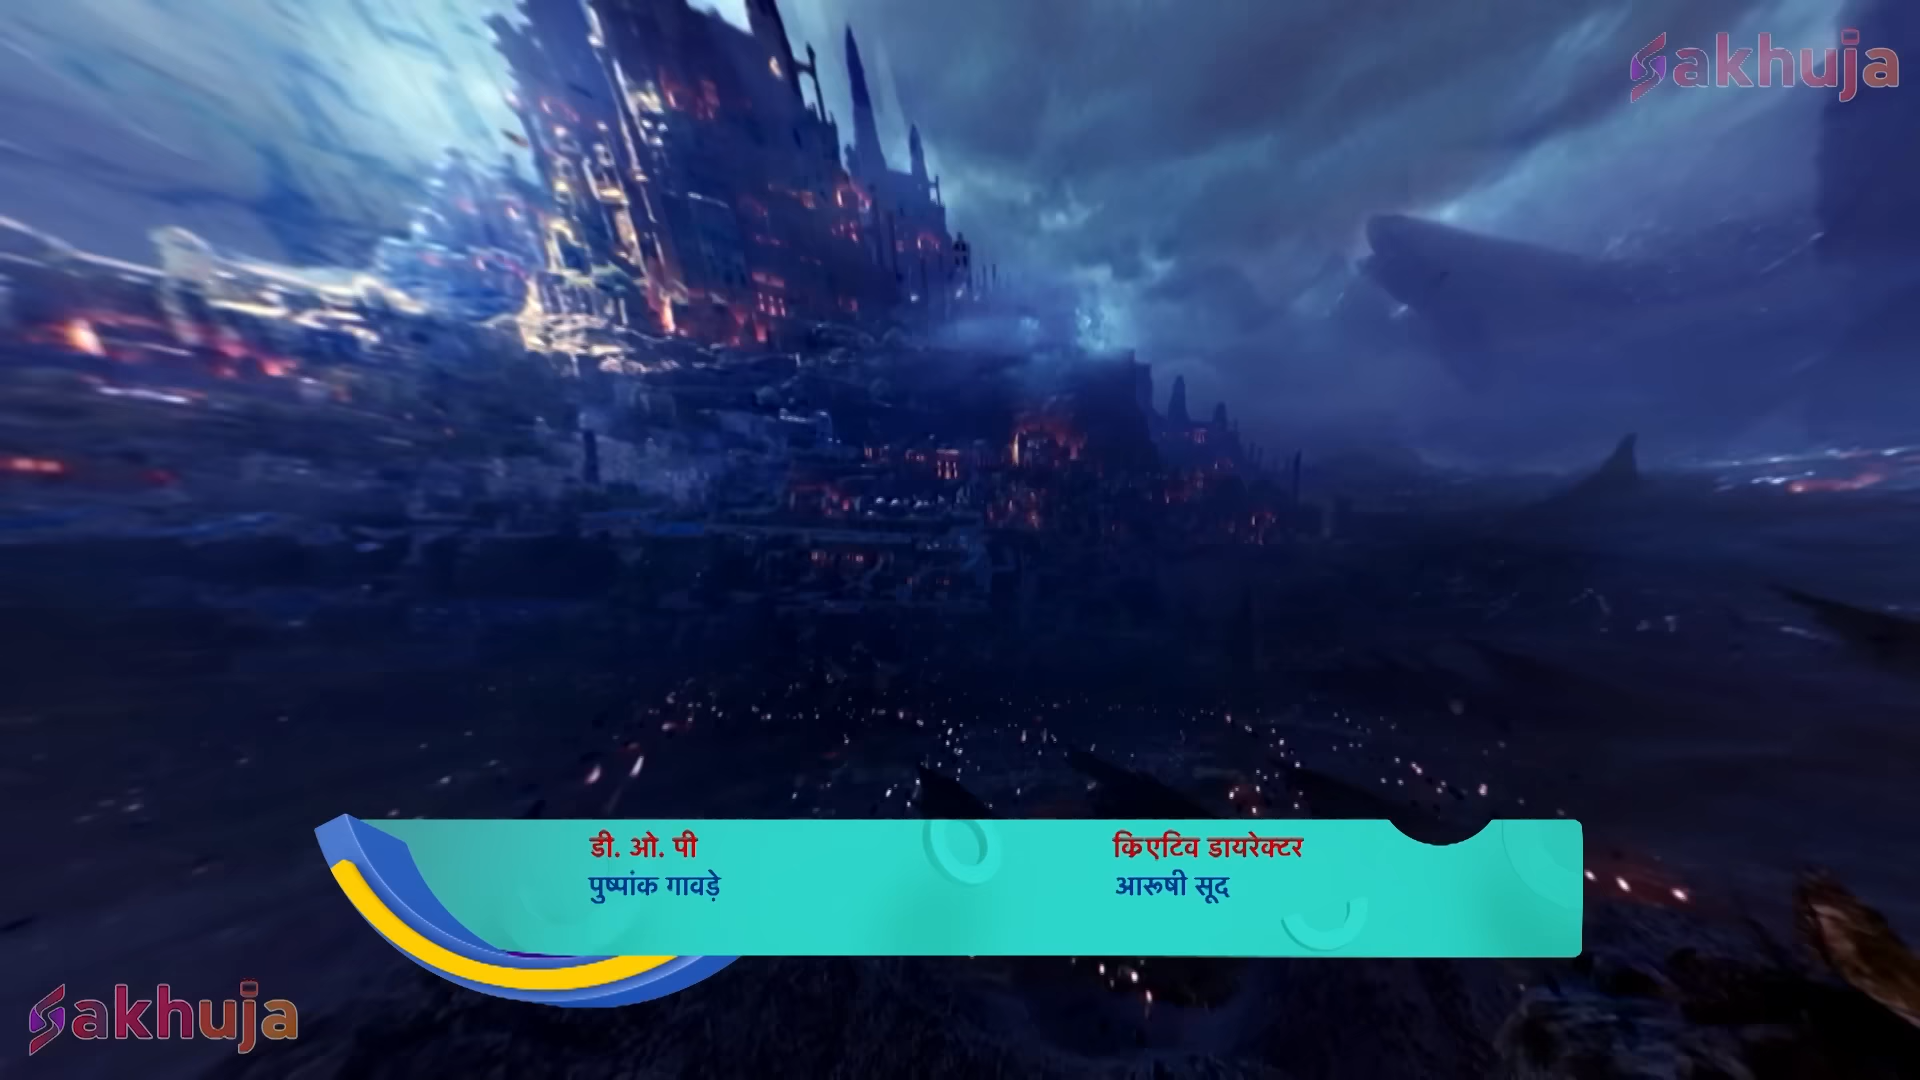 Sakhuja
डी. ओ. पी
पुष्पांक गावड़े
क्रिएटिव डायरेक्टर
आरूषी सूद
Sakhuja